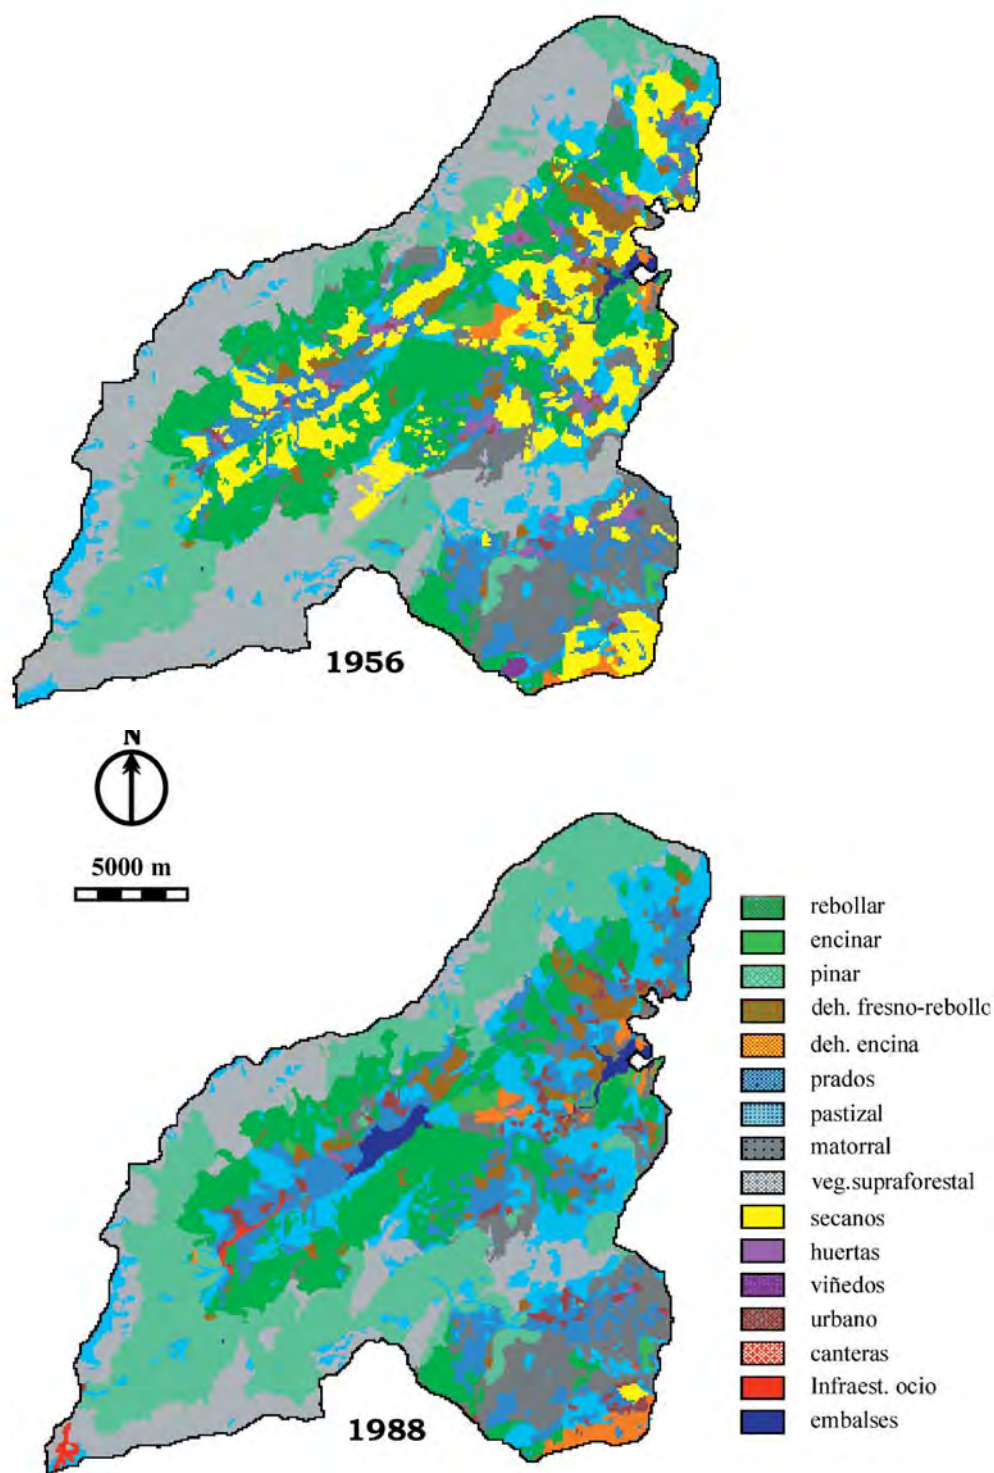 1956
N
5000 m
rebollar
encinar
pinar
deh. fresno-rebollc
deh. encina
prados
pastizal
matorral
veg.supraforestal
secanos
huertas
viñedos
urbano
canteras
Infraest. ocio
embalses
1988